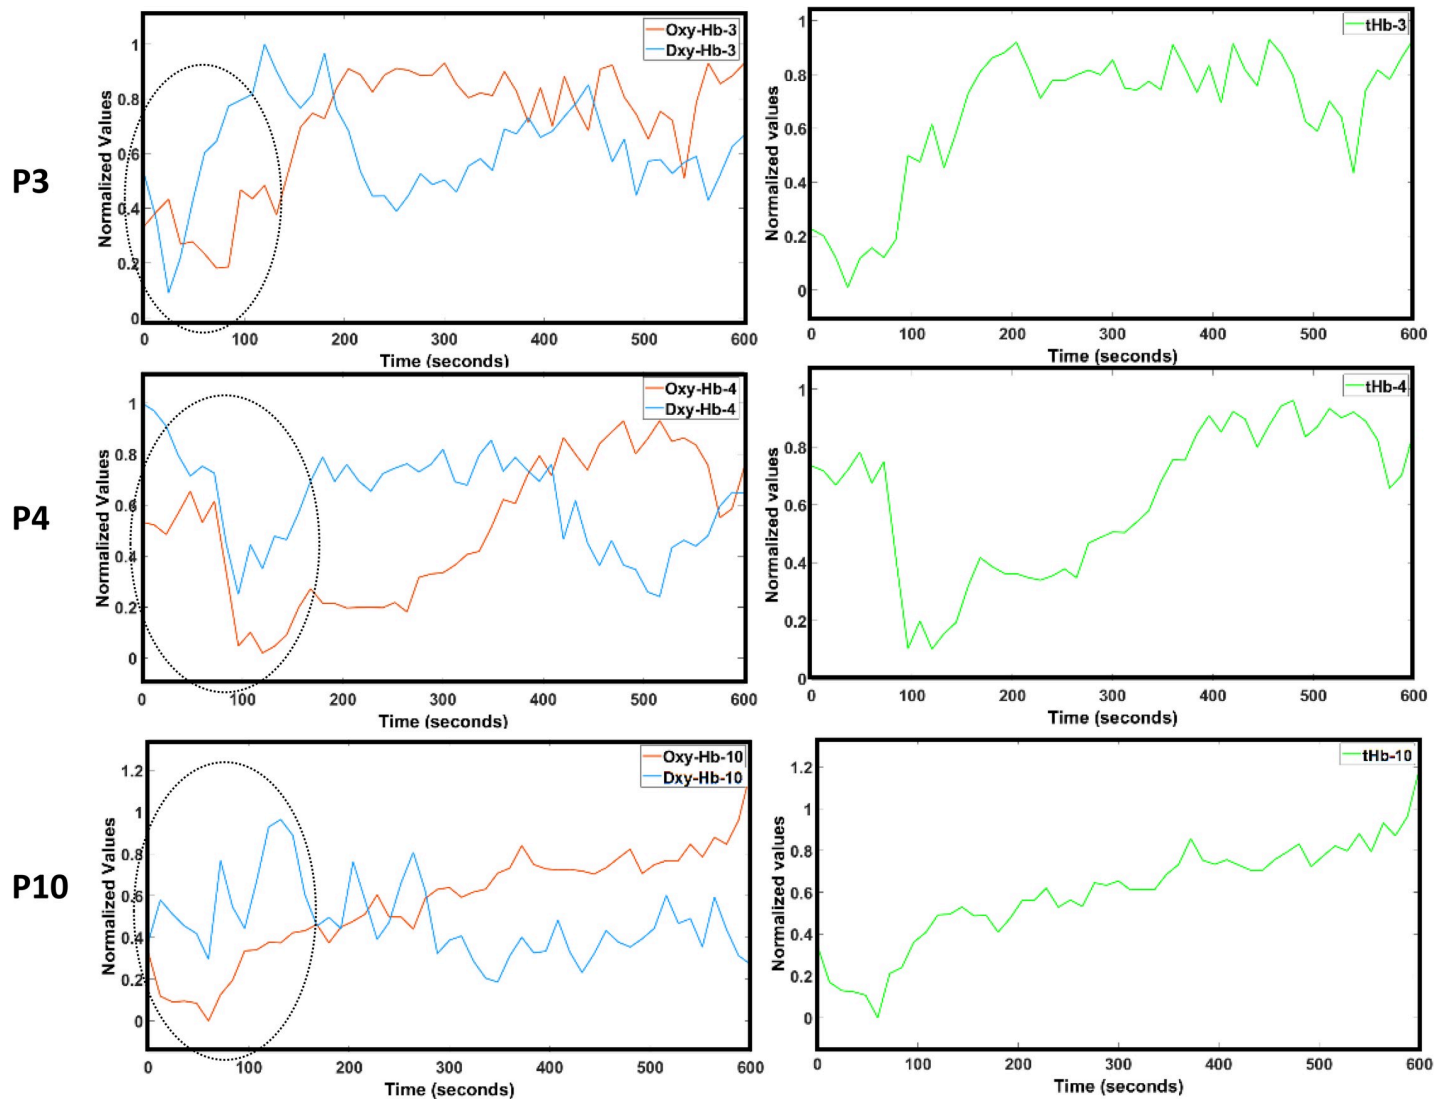 P3
Normalized Values
1
0.8
0.6
0.4
0.2
0
0 100 200 300 400 500 600
Time (seconds)
Oxy-Hb-3
Dxy-Hb-3
Normalized values
1
0.8
0.6
0.4
0.2
0
0 100 200 300 400 500 600
Time (seconds)
tHb-3
P4
Normalized Values
1
0.8
0.6
0.4
0.2
0
0 100 200 300 400 500 600
Time (seconds)
Oxy-Hb-4
Dxy-Hb-4
Normalized values
1
0.8
0.6
0.4
0.2
0
0 100 200 300 400 500 600
Time (seconds)
tHb-4
P10
Normalized Values
1.2
1
0.8
0.6
0.4
0.2
0
0 100 200 300 400 500 600
Time (seconds)
Oxy-Hb-10
Dxy-Hb-10
Normalized Values
1.2
1
0.8
0.6
0.4
0.2
0
0 100 200 300 400 500 600
Time (seconds)
tHb-10